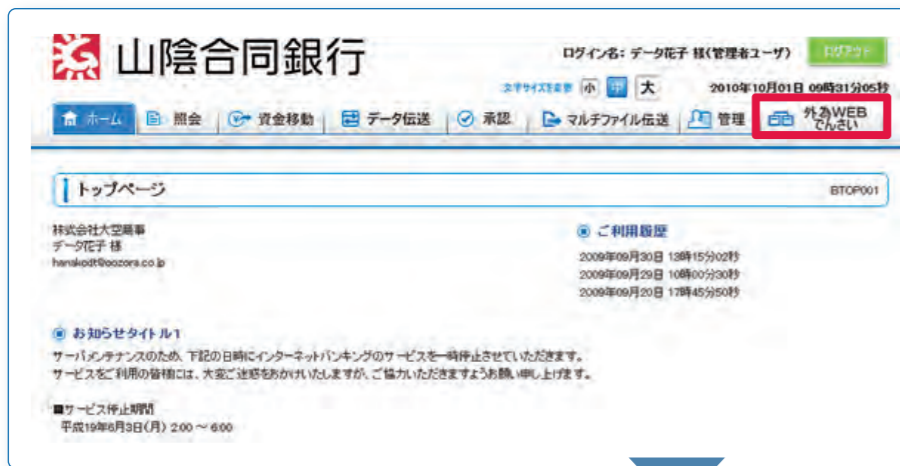 山陰合同銀行
ログイン名: データ花子 様(管理者ユーザ)
ログアウト
文字サイズを変更 小 中 大
2010年10月01日 09時31分05秒
ホーム 照会 資金移動 データ伝送 承認 マルチファイル伝送 管理 外為WEB でんさい
トップページ
BTOP001
株式会社大空商事
データ花子 様
hanakodt@oozora.co.jp
ご利用履歴
2009年09月30日 13時15分02秒
2009年09月29日 10時00分30秒
2009年09月20日 17時45分50秒
お知らせタイトル1
サーバメンテナンスのため、下記の日時にインターネットバンキングのサービスを一時停止させていただきます。
サービスをご利用の皆様には、大変ご迷惑をおかけいたしますが、ご協力いただきますようお願い申し上げます。
■サービス停止期間
平成19年6月3日(月) 2:00 ~ 6:00